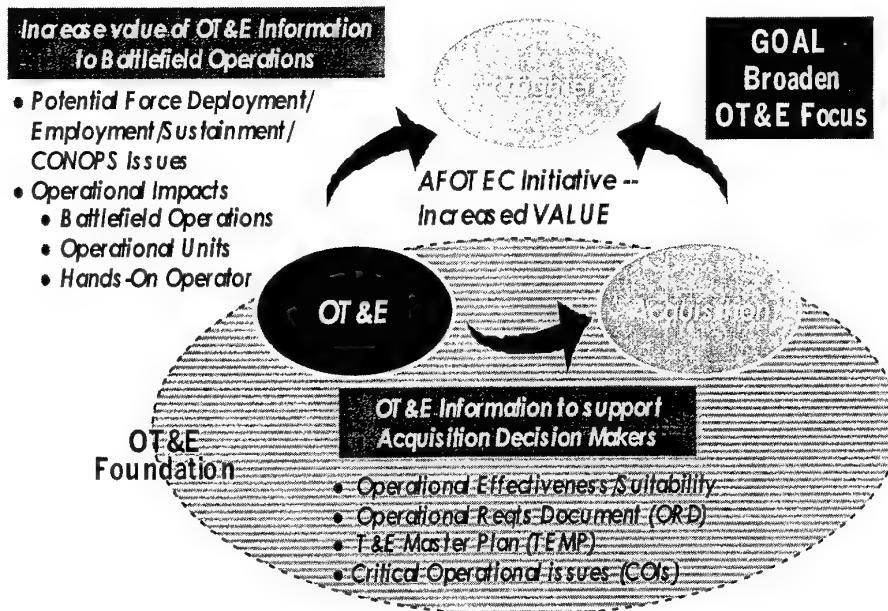 Increase value of OT&E Information
to Battlefield Operations
• Potential Force Deployment/
Employment/Sustainment/
CONOPS Issues
• Operational Impacts
• Battlefield Operations
• Operational Units
• Hands-On Operator
GOAL
Broaden
OT&E Focus
AFOTEC Initiative --
Increased VALUE
OT&E
Acquisition
OT&E Information to support
Acquisition Decision Makers
OT&E
Foundation
• Operational Effectiveness/Suitability
• Operational Reqts Document (ORD)
• T&E Master Plan (TEMP)
• Critical Operational issues (COIs)